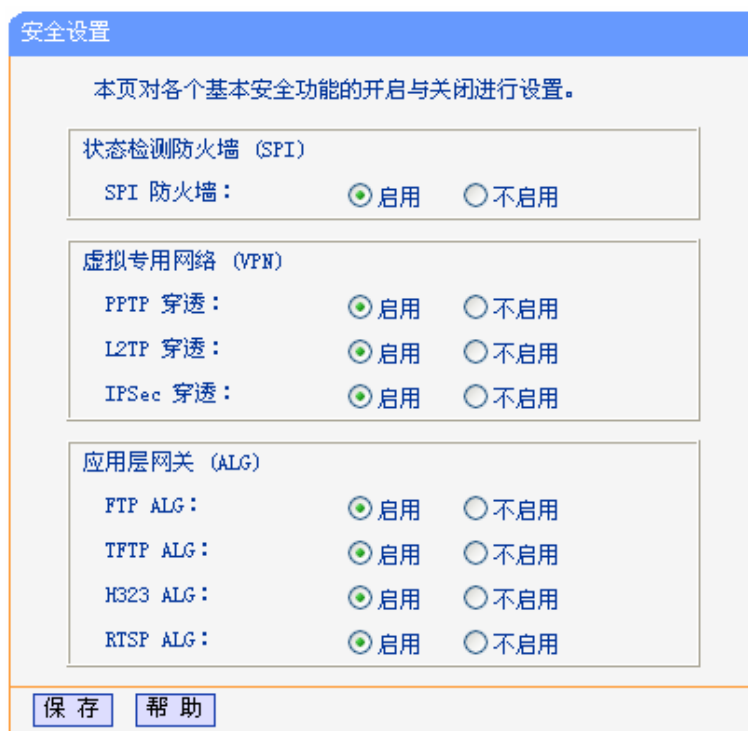 安全设置
本页对各个基本安全功能的开启与关闭进行设置。
状态检测防火墙 (SPI)
SPI 防火墙： 启用 不启用
虚拟专用网络 (VPN)
PPTP 穿透： 启用 不启用
L2TP 穿透： 启用 不启用
IPSec 穿透： 启用 不启用
应用层网关 (ALG)
FTP ALG： 启用 不启用
TFTP ALG： 启用 不启用
H323 ALG： 启用 不启用
RTSP ALG： 启用 不启用
保 存 帮 助